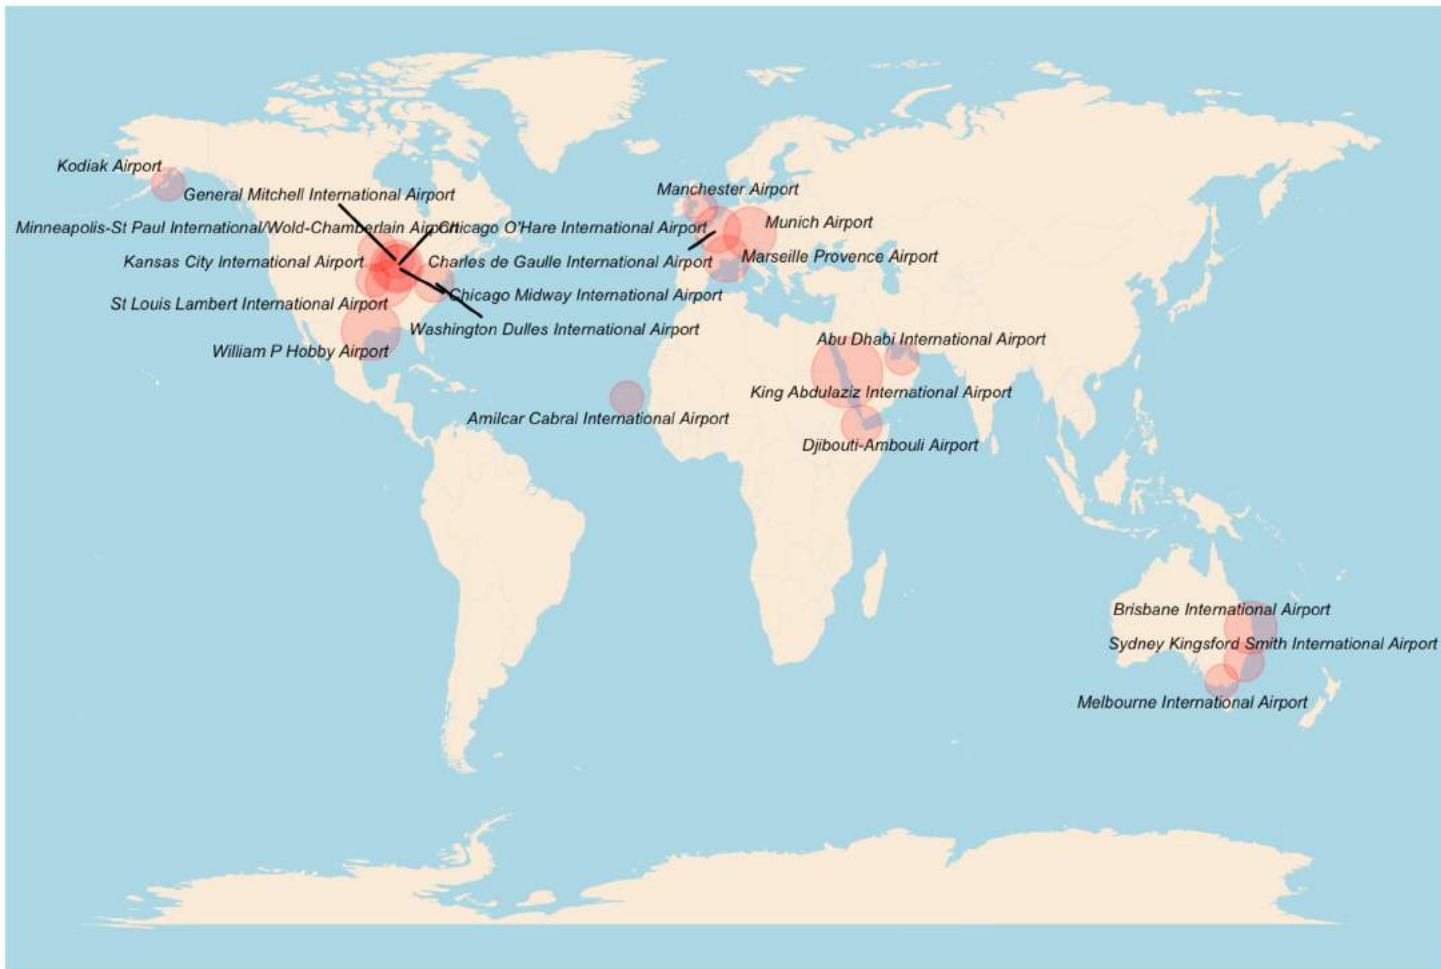 Kodiak Airport
General Mitchell International Airport
Manchester Airport
Minneapolis-St Paul International/Wold-Chamberlain Airport
Chicago O'Hare International Airport
Munich Airport
Kansas City International Airport
Charles de Gaulle International Airport
Marseille Provence Airport
St Louis Lambert International Airport
Chicago Midway International Airport
Washington Dulles International Airport
William P Hobby Airport
Abu Dhabi International Airport
King Abdulaziz International Airport
Amilcar Cabral International Airport
Djibouti-Ambouli Airport
Brisbane International Airport
Sydney Kingsford Smith International Airport
Melbourne International Airport